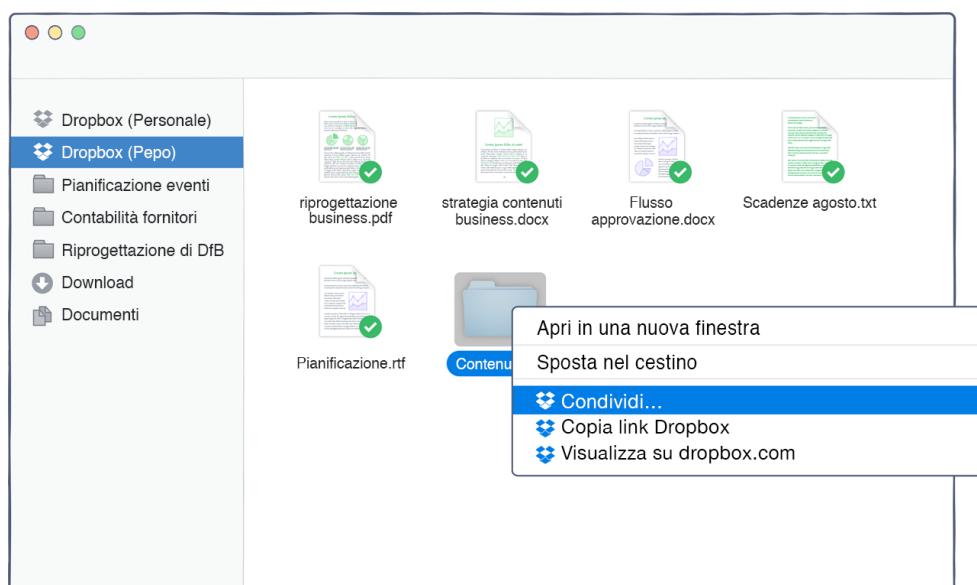 Dropbox (Personale)
Dropbox (Pepo)
Pianificazione eventi
Contabilità fornitori
Riprogettazione di DfB
Download
Documenti
riprogettazione
business.pdf
strategia contenuti
business.docx
Flusso
approvazione.docx
Scadenze agosto.txt
Pianificazione.rtf
Contenu
Apri in una nuova finestra
Sposta nel cestino
Condividi...
Copia link Dropbox
Visualizza su dropbox.com